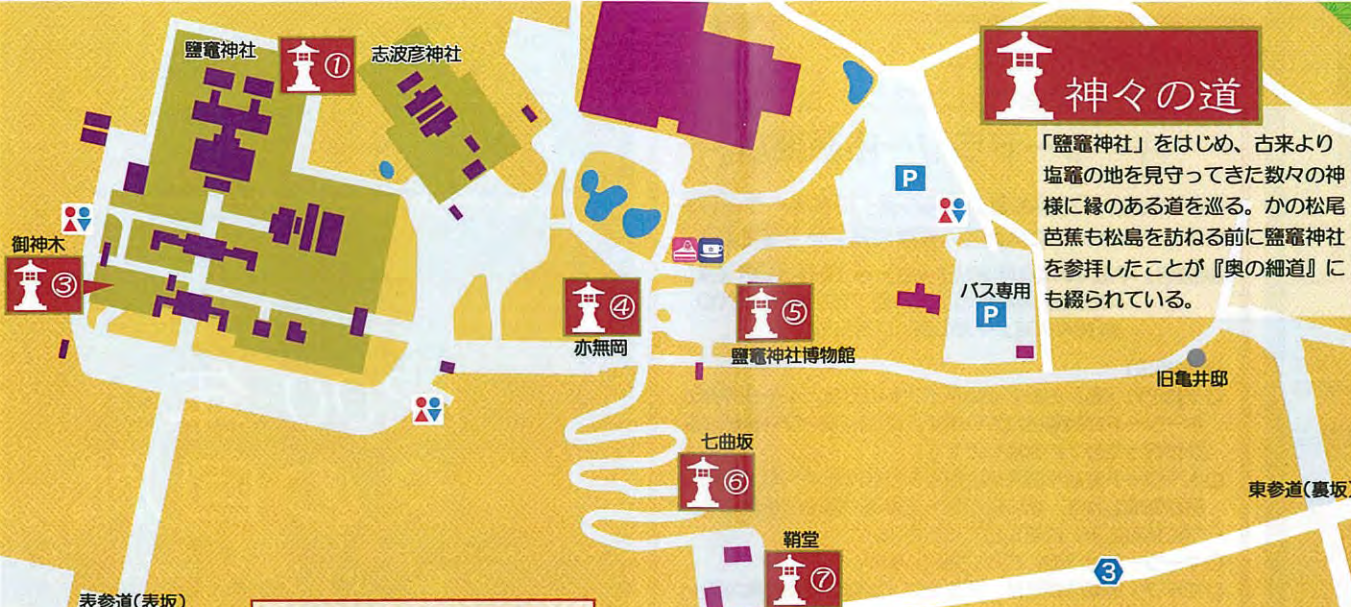 鹽竈神社
①
志波彦神社
神々の道
「鹽竈神社」をはじめ、古来より
塩竈の地を見守ってきた数々の神
様に縁のある道を巡る。かの松尾
芭蕉も松島を訪ねる前に鹽竈神社
を参拝したことが『奥の細道』に
も綴られている。
P
御神木
③
④
亦無岡
⑤
鹽竈神社博物館
バス専用
P
旧亀井邸
七曲坂
⑥
東参道(裏坂)
鞘堂
⑦
3
表参道(表坂)